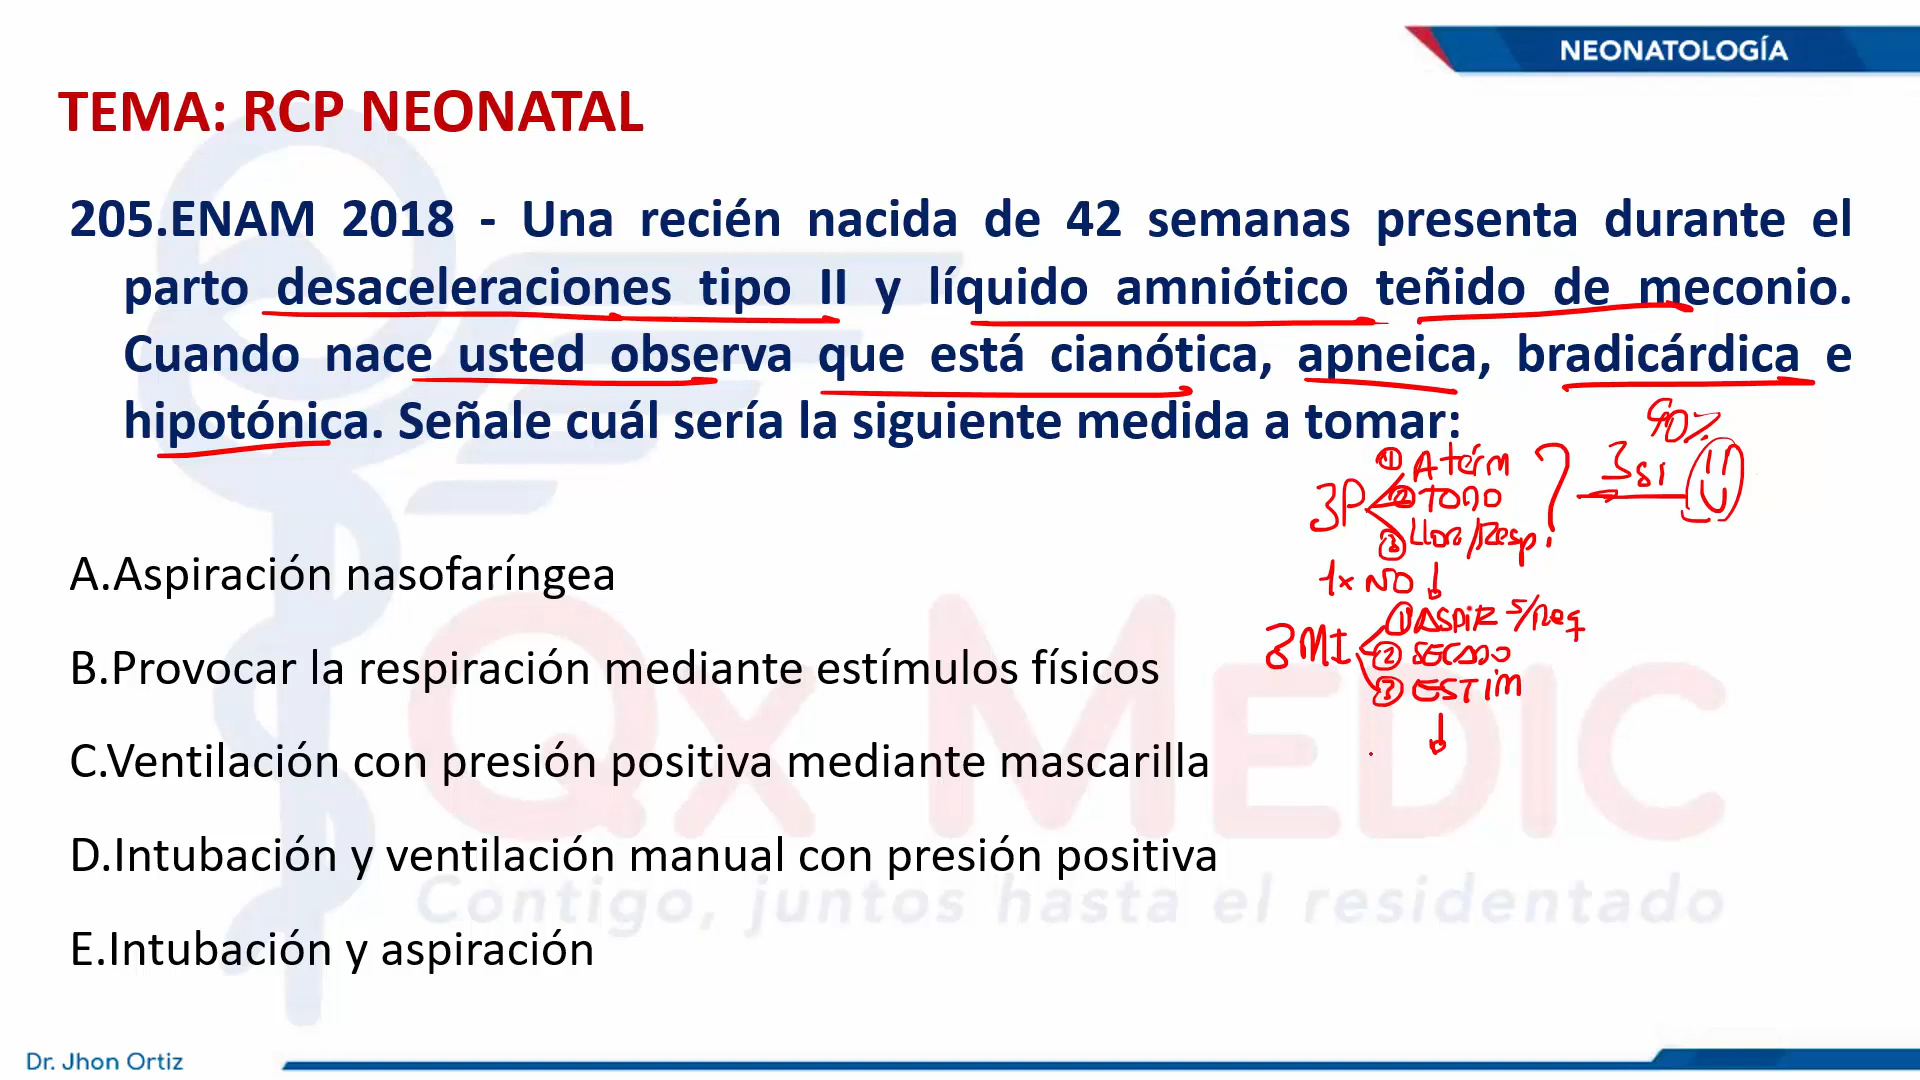 NEONATOLOGÍA
TEMA: RCP NEONATAL
205.ENAM 2018 - Una recién nacida de 42 semanas presenta durante el
parto desaceleraciones tipo II y líquido amniótico teñido de meconio.
Cuando nace usted observa que está cianótica, apneica, bradicárdica e
hipotónica. Señale cuál sería la siguiente medida a tomar:
90%
① A térm
3P ② TONO ? 3 si
③ Llor/Resp.
1x NO
① ASPIR s/Req
3MI ② SECADO
③ ESTIM
A.Aspiración nasofaríngea
B.Provocar la respiración mediante estímulos físicos
C.Ventilación con presión positiva mediante mascarilla
D.Intubación y ventilación manual con presión positiva
E.Intubación y aspiración
QX MEDIC
Contigo, juntos hasta el residentado
Dr. Jhon Ortiz